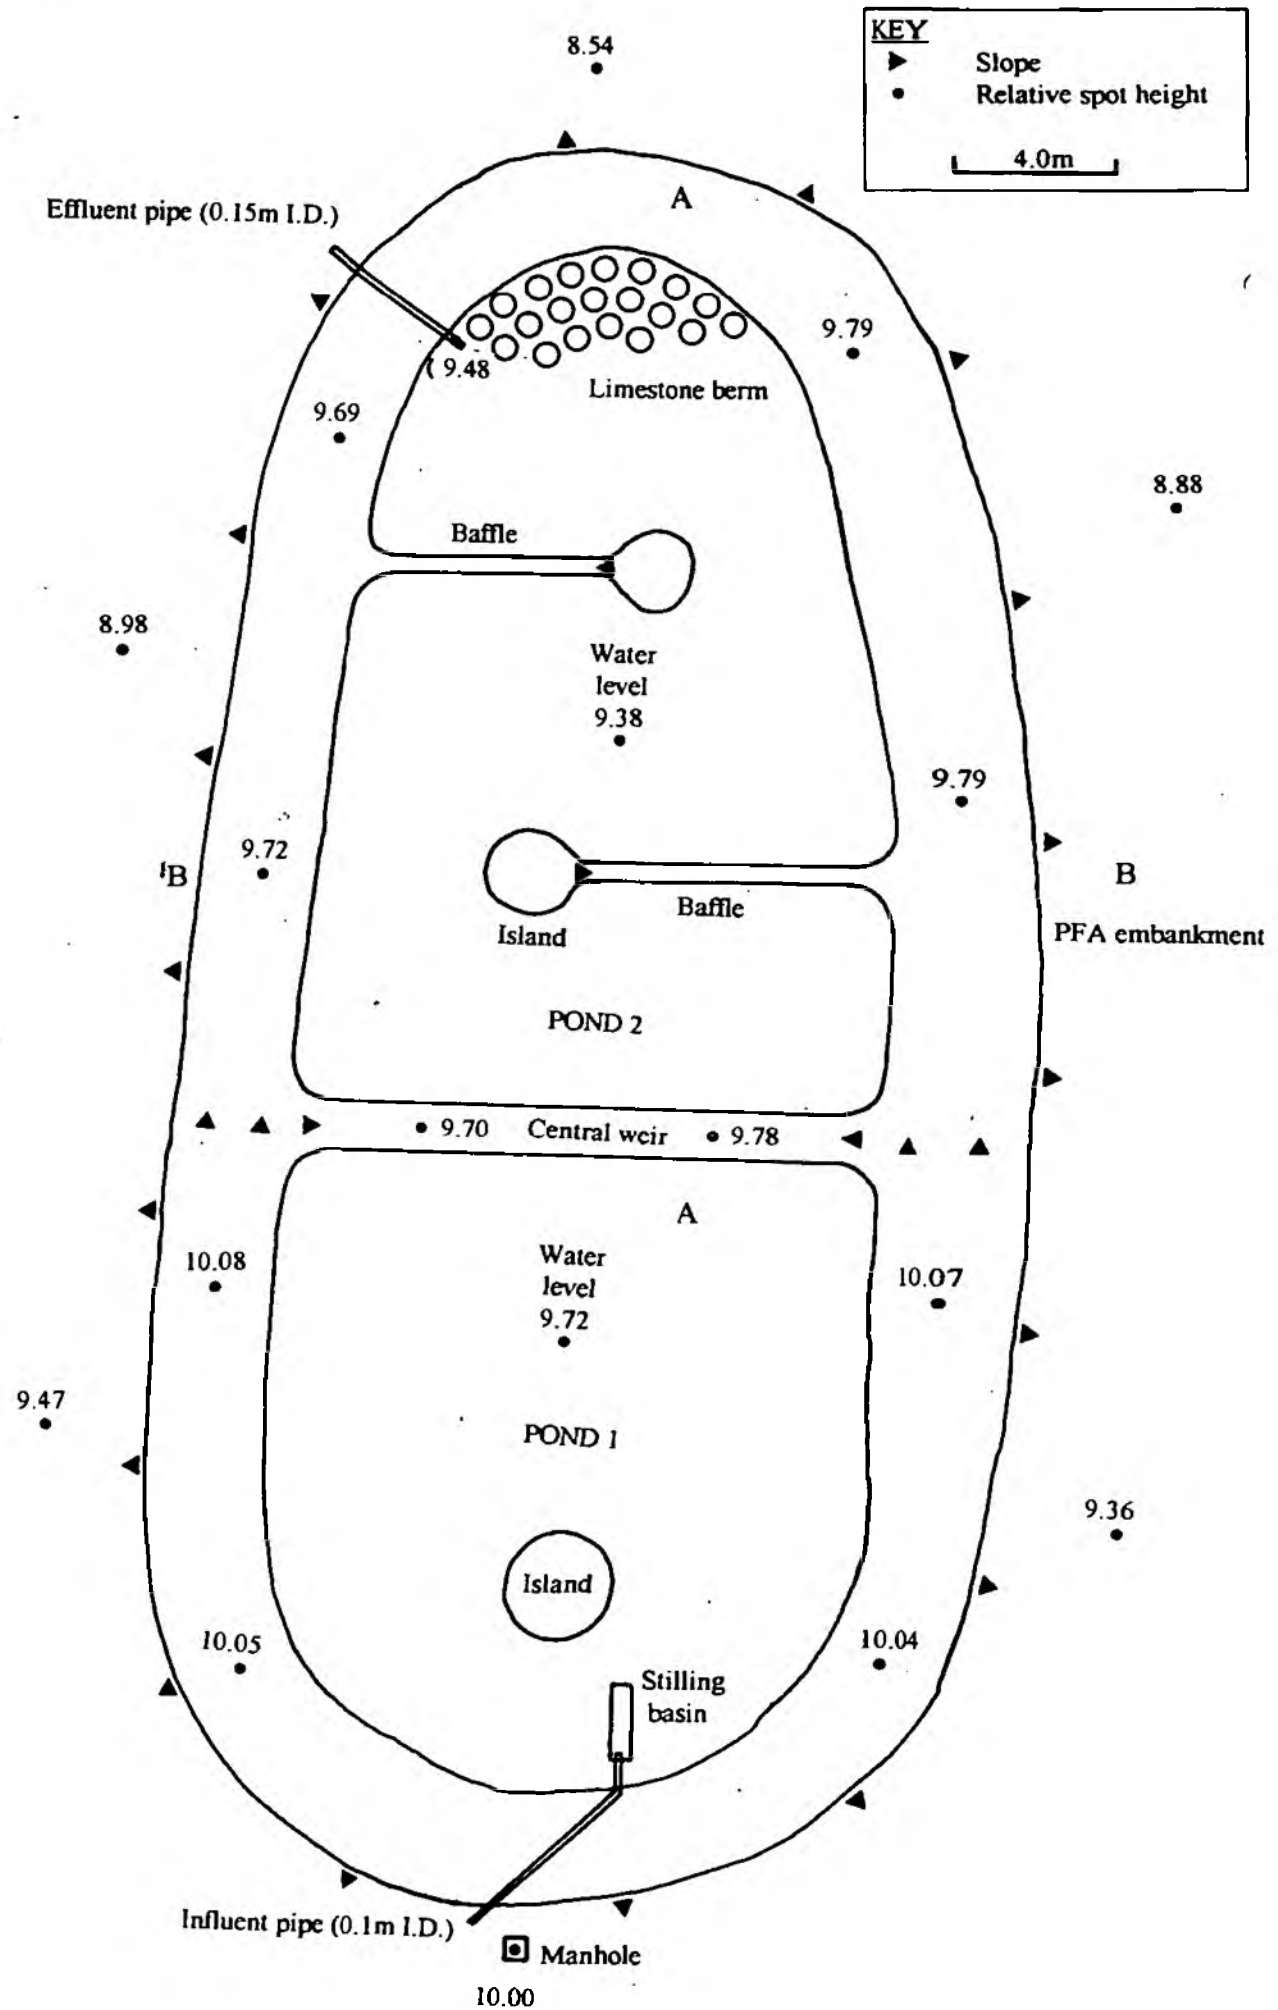 8.54
KEY
Slope
Relative spot height
4.0m
A
Effluent pipe (0.15m I.D.)
9.79
( 9.48
Limestone berm
9.69
8.88
Baffle
8.98
Water
level
9.38
9.79
9.72
B
B
Baffle
Island
PFA embankment
POND 2
9.70
Central weir
9.78
A
10.08
Water
level
9.72
10.07
9.47
POND 1
9.36
Island
10.05
10.04
Stilling
basin
Influent pipe (0.1m I.D.)
Manhole
10.00